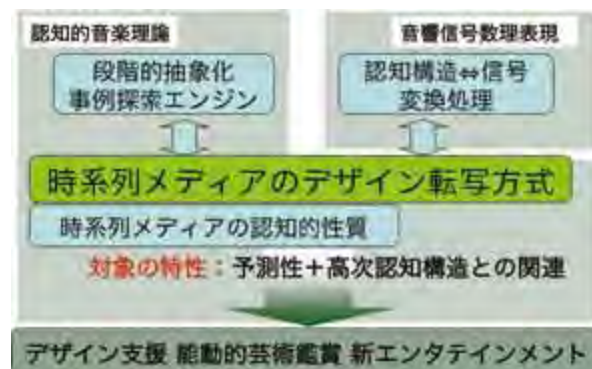 認知的音楽理論
音響信号数理表現
段階的抽象化
事例探索エンジン
認知構造⇔信号
変換処理
時系列メディアのデザイン転写方式
時系列メディアの認知的性質
対象の特性：予測性＋高次認知構造との関連
デザイン支援 能動的芸術鑑賞 新エンタテインメント